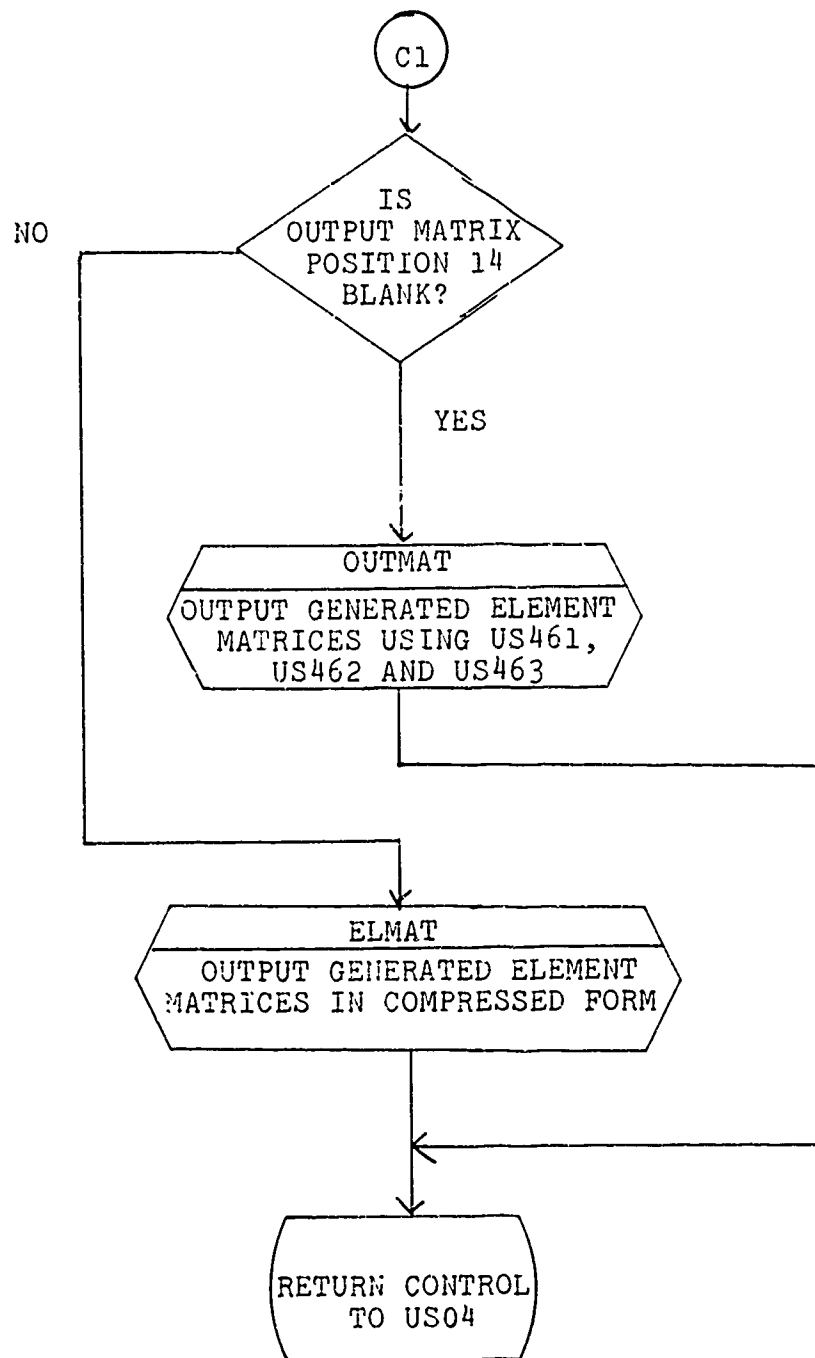 C1
IS
OUTPUT MATRIX
POSITION 14
BLANK?
NO
YES
OUTMAT
OUTPUT GENERATED ELEMENT
MATRICES USING US461,
US462 AND US463
ELMAT
OUTPUT GENERATED ELEMENT
MATRICES IN COMPRESSED FORM
RETURN CONTROL
TO US04